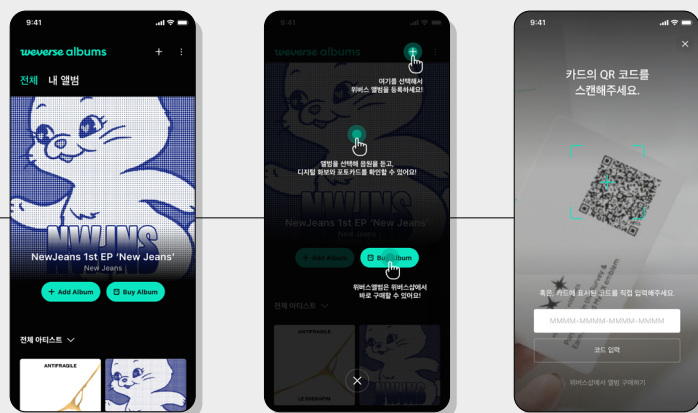 9:41
weverse albums
전체 내 앨범
NWJNS
NewJeans 1st EP 'New Jeans'
New Jeans
+ Add Album
Buy Album
전체 아티스트
ANTIFRAGILE
9:41
weverse albums
여기를 선택해서
위버스 앨범을 등록하세요!
앨범을 선택해 음원을 듣고,
디지털 화보와 포토카드를 확인할 수 있어요!
NWJNS
NewJeans 1st EP 'New Jeans'
New Jeans
+ Add Album
Buy Album
위버스앨범은 위버스샵에서
바로 구매할 수 있어요!
전체 아티스트
ANTIFRAGILE
LE SSERAFIM
9:41
카드의 QR 코드를
스캔해주세요.
혹은, 카드에 표시된 코드를 직접 입력해주세요.
MMMM-MMMM-MMMM-MMMM
코드 입력
위버스샵에서 앨범 구매하기